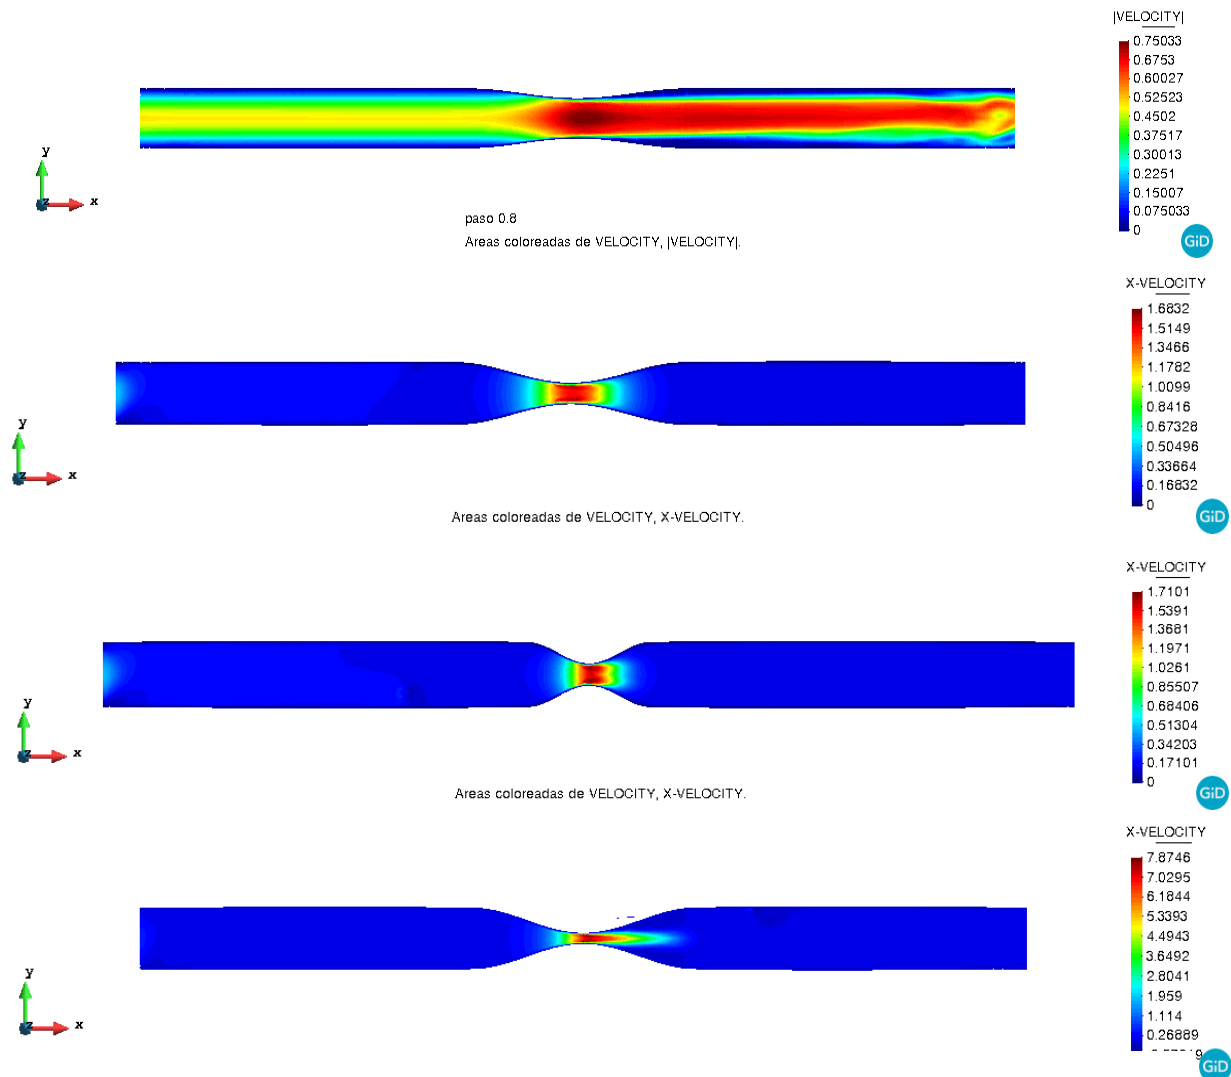 |VELOCITY|
0.75033
0.6753
0.60027
0.52523
0.4502
0.37517
0.30013
0.2251
0.15007
0.075033
0
y
z
x
paso 0.8
Areas coloreadas de VELOCITY, |VELOCITY|.
GiD
X-VELOCITY
1.6832
1.5149
1.3466
1.1782
1.0099
0.8416
0.67328
0.50496
0.33664
0.16832
0
y
z
x
Areas coloreadas de VELOCITY, X-VELOCITY.
GiD
X-VELOCITY
1.7101
1.5391
1.3681
1.1971
1.0261
0.85507
0.68406
0.51304
0.34203
0.17101
0
y
z
x
Areas coloreadas de VELOCITY, X-VELOCITY.
GiD
X-VELOCITY
7.8746
7.0295
6.1844
5.3393
4.4943
3.6492
2.8041
1.959
1.114
0.26889
y
z
x
GiD